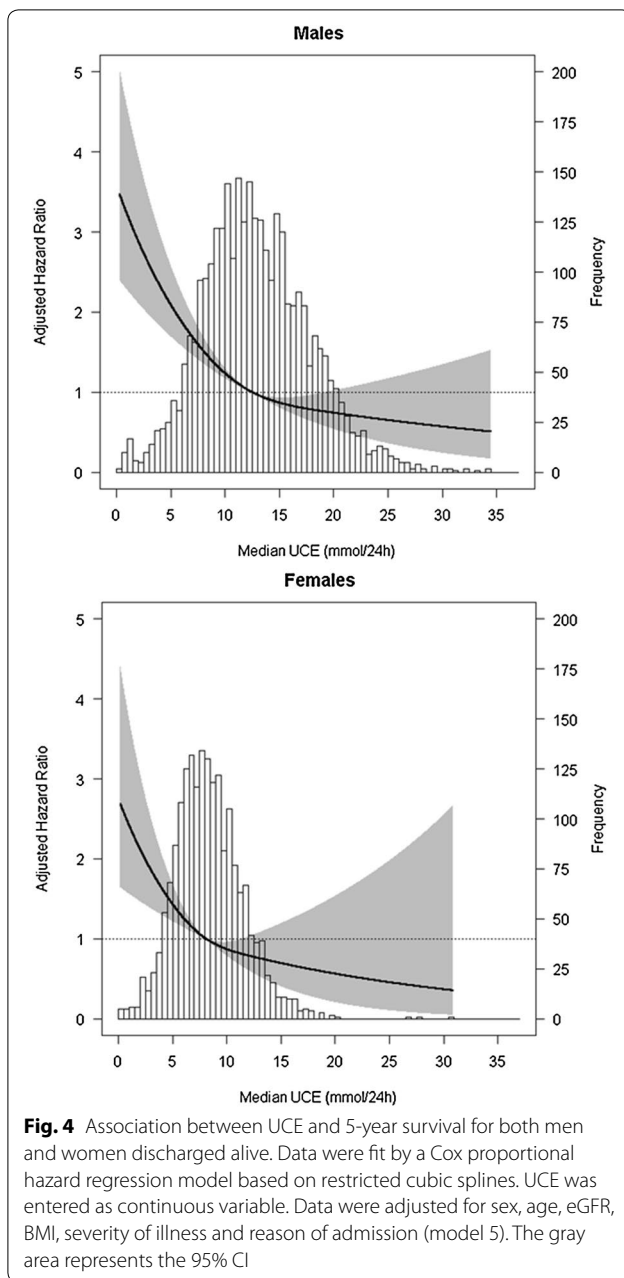 Males
5
4
3
2
1
0
200
175
150
125
100
75
50
25
0
Adjusted Hazard Ratio
Frequency
0 5 10 15 20 25 30 35
Median UCE (mmol/24h)
Females
5
4
3
2
1
0
200
175
150
125
100
75
50
25
0
Adjusted Hazard Ratio
Frequency
0 5 10 15 20 25 30 35
Median UCE (mmol/24h)
Fig. 4 Association between UCE and 5-year survival for both men
and women discharged alive. Data were fit by a Cox proportional
hazard regression model based on restricted cubic splines. UCE was
entered as continuous variable. Data were adjusted for sex, age, eGFR,
BMI, severity of illness and reason of admission (model 5). The gray
area represents the 95% CI